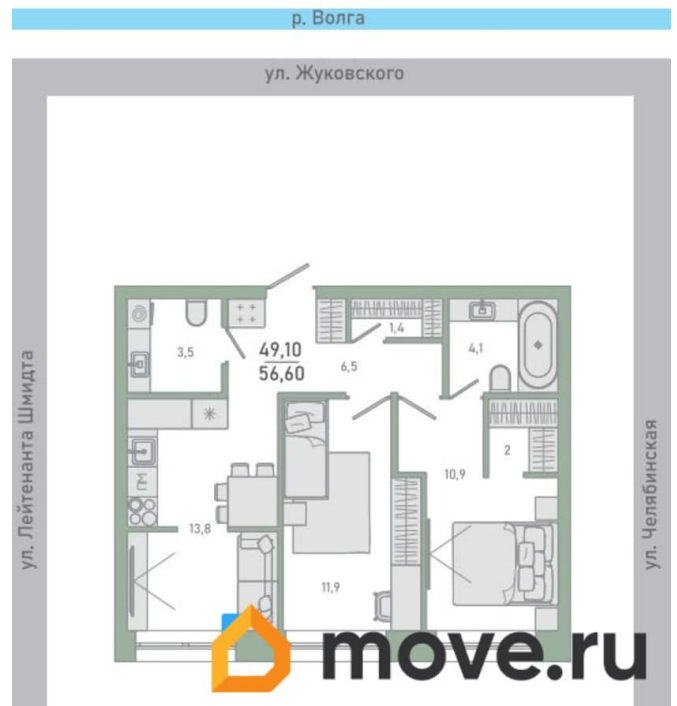 р. Волга
ул. Жуковского
ул. Лейтенанта Шмидта
ул. Челябинская
3,5
49,10
56,60
6,5
1,4
4,1
2
10,9
13,8
11,9
ПМ
move.ru